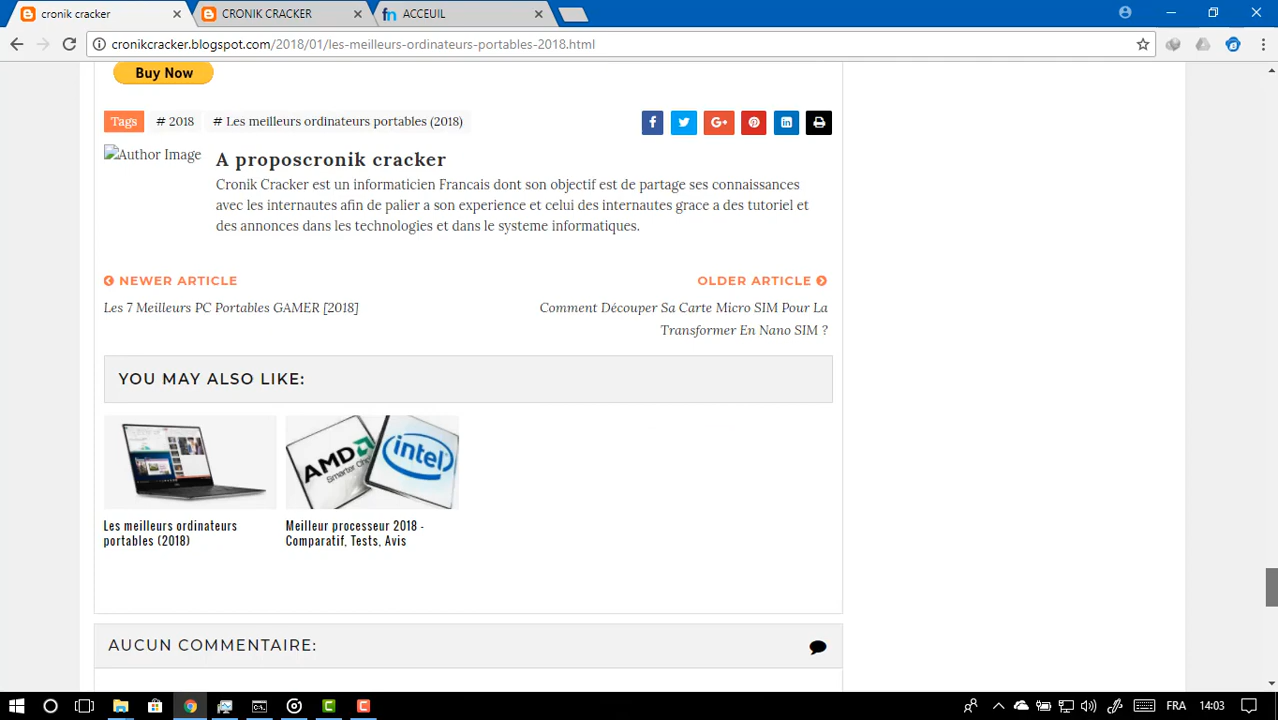 cronik cracker
CRONIK CRACKER
ACCEUIL
cronikcracker.blogspot.com/2018/01/les-meilleurs-ordinateurs-portables-2018.html
Buy Now
Tags # 2018 # Les meilleurs ordinateurs portables (2018)
Author Image
A proposcronik cracker
Cronik Cracker est un informaticien Francais dont son objectif est de partage ses connaissances
avec les internautes afin de palier a son experience et celui des internautes grace a des tutoriel et
des annonces dans les technologies et dans le systeme informatiques.
NEWER ARTICLE
Les 7 Meilleurs PC Portables GAMER [2018]
OLDER ARTICLE
Comment Découper Sa Carte Micro SIM Pour La
Transformer En Nano SIM ?
YOU MAY ALSO LIKE:
AMD
intel
Les meilleurs ordinateurs
portables (2018)
Meilleur processeur 2018 -
Comparatif, Tests, Avis
AUCUN COMMENTAIRE:
FRA 14:03